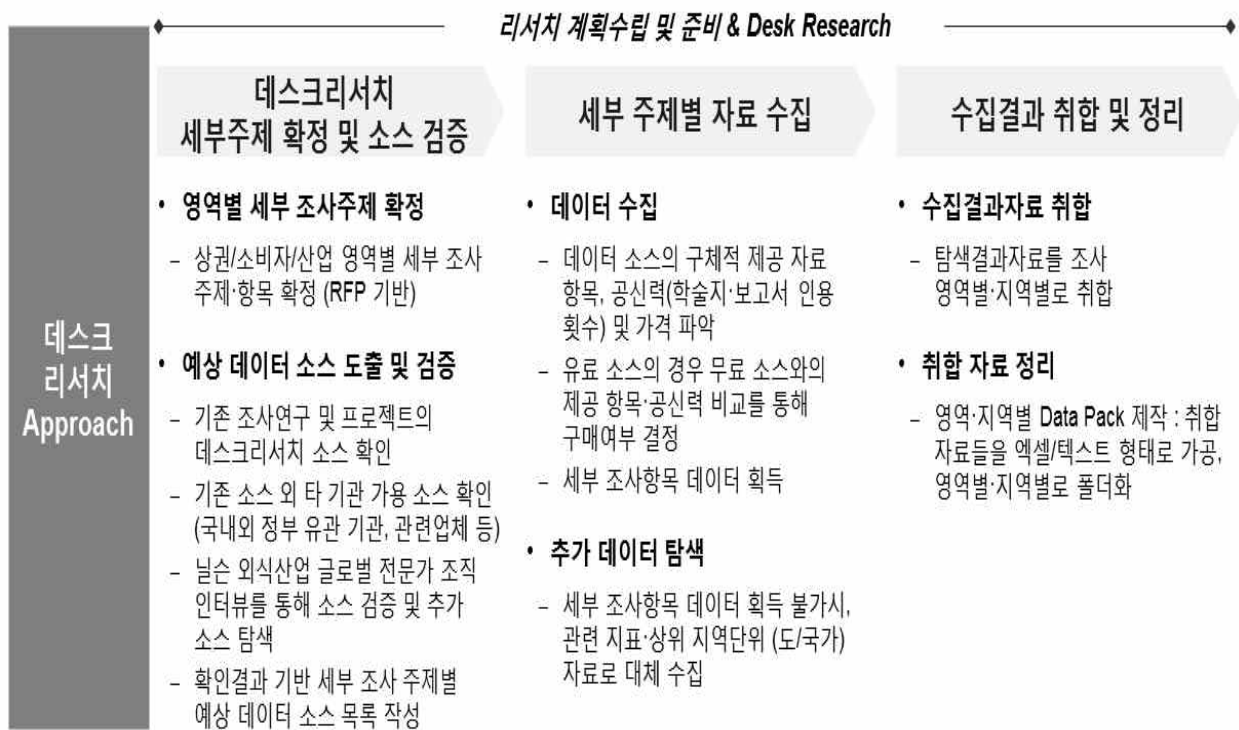 리서치 계획수립 및 준비 & Desk Research
데스크
리서치
Approach
데스크리서치
세부주제 확정 및 소스 검증
• 영역별 세부 조사주제 확정
– 상권/소비자/산업 영역별 세부 조사
주제·항목 확정 (RFP 기반)
• 예상 데이터 소스 도출 및 검증
– 기존 조사연구 및 프로젝트의
데스크리서치 소스 확인
– 기존 소스 외 타 기관 가용 소스 확인
(국내외 정부 유관 기관, 관련업체 등)
– 닐슨 외식산업 글로벌 전문가 조직
인터뷰를 통해 소스 검증 및 추가
소스 탐색
– 확인결과 기반 세부 조사 주제별
예상 데이터 소스 목록 작성
세부 주제별 자료 수집
• 데이터 수집
– 데이터 소스의 구체적 제공 자료
항목, 공신력(학술지·보고서 인용
횟수) 및 가격 파악
– 유료 소스의 경우 무료 소스와의
제공 항목·공신력 비교를 통해
구매여부 결정
– 세부 조사항목 데이터 획득
• 추가 데이터 탐색
– 세부 조사항목 데이터 획득 불가시,
관련 지표·상위 지역단위 (도/국가)
자료로 대체 수집
수집결과 취합 및 정리
• 수집결과자료 취합
– 탐색결과자료를 조사
영역별·지역별로 취합
• 취합 자료 정리
– 영역·지역별 Data Pack 제작 : 취합
자료들을 엑셀/텍스트 형태로 가공,
영역별·지역별로 폴더화